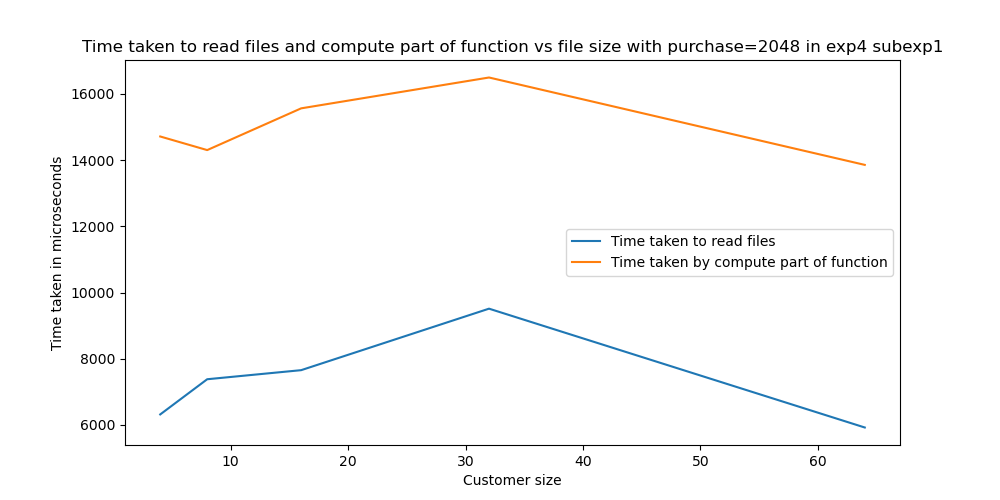 Time taken to read files and compute part of function vs file size with purchase=2048 in exp4 subexp1
Time taken in microseconds
16000
14000
12000
10000
8000
6000
Time taken to read files
Time taken by compute part of function
10
20
30
40
50
60
Customer size